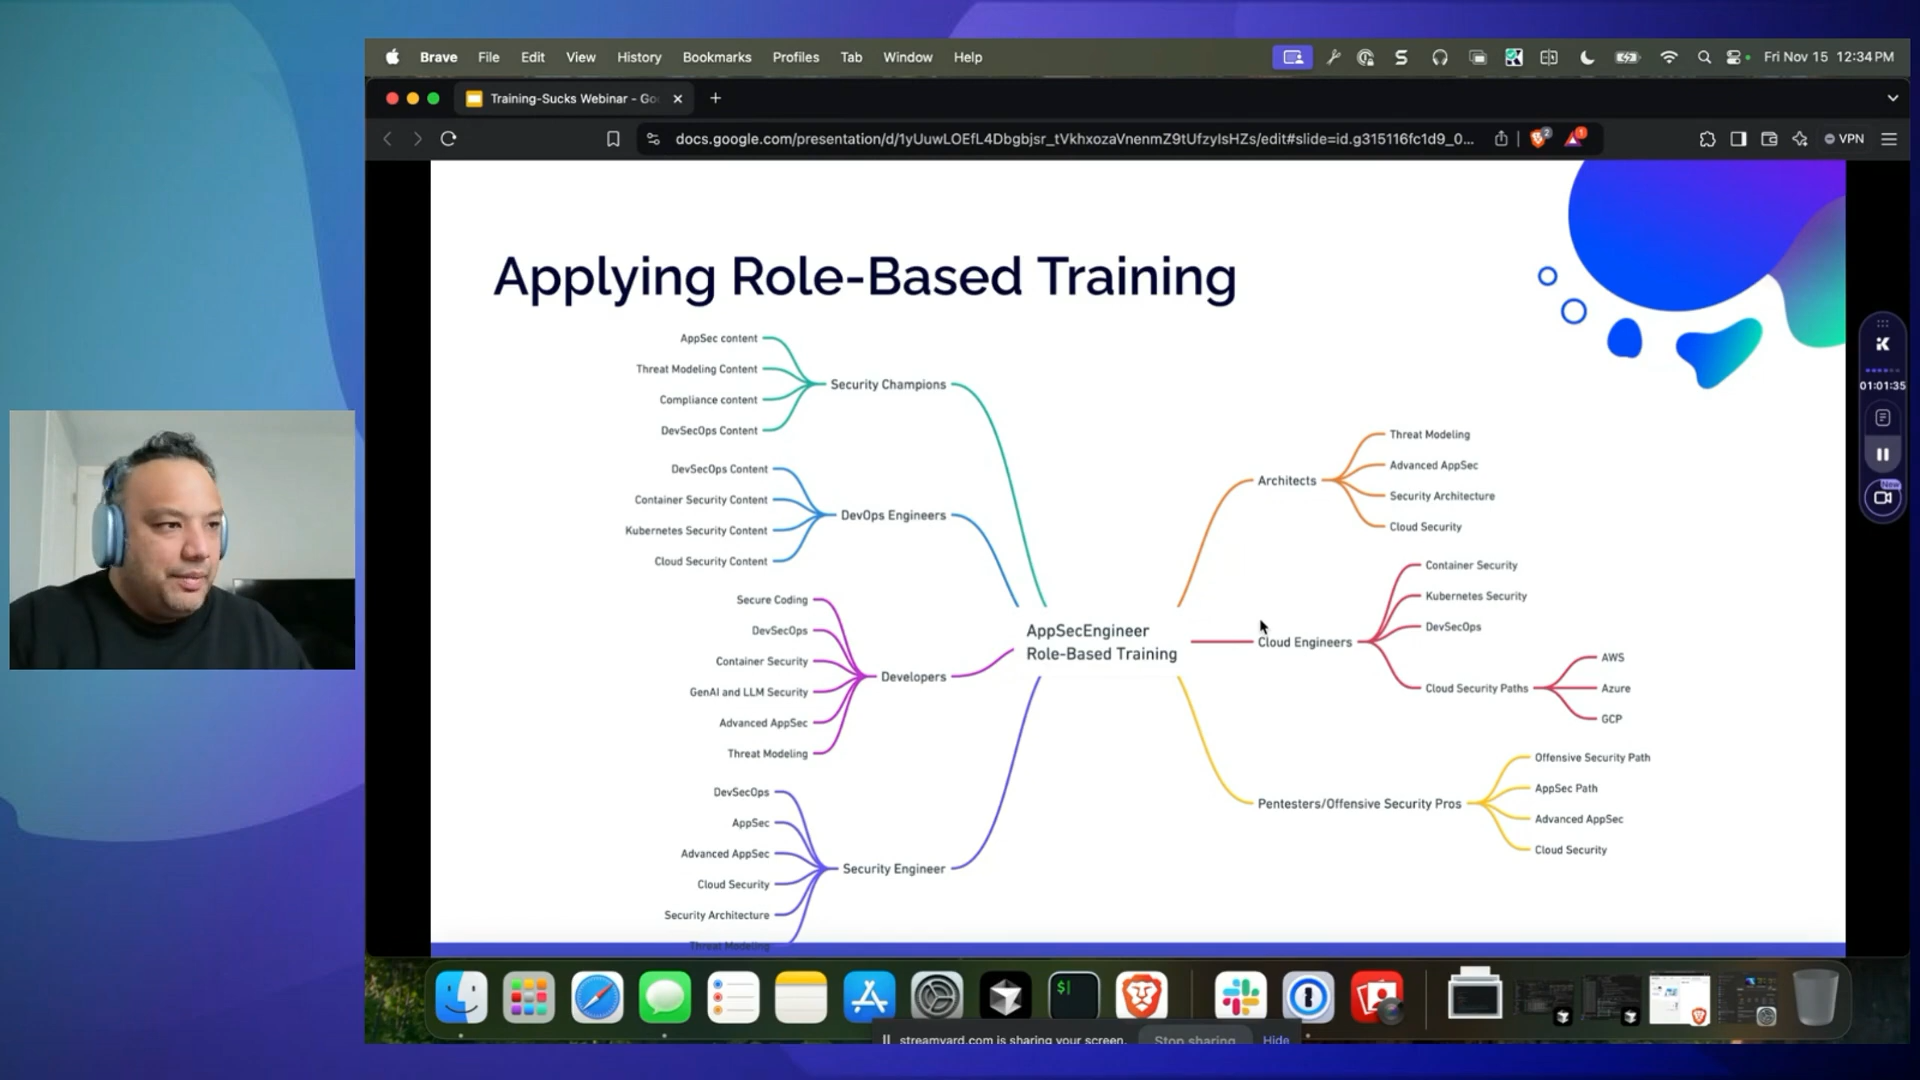 Brave File Edit View History Bookmarks Profiles Tab Window Help
Fri Nov 15 12:34 PM
Training-Sucks Webinar - Go
docs.google.com/presentation/d/1yUuwLOEfL4Dbgbjsr_tVkhxozaVnenmZ9tUfzyIsHZs/edit#slide=id.g315116fc1d9_0...
2
1
VPN
Applying Role-Based Training
AppSec content
Threat Modeling Content
Compliance content
DevSecOps Content
Security Champions
DevSecOps Content
Container Security Content
Kubernetes Security Content
Cloud Security Content
DevOps Engineers
Secure Coding
DevSecOps
Container Security
GenAI and LLM Security
Advanced AppSec
Threat Modeling
Developers
DevSecOps
AppSec
Advanced AppSec
Cloud Security
Security Architecture
Threat Modeling
Security Engineer
AppSecEngineer
Role-Based Training
Architects
Threat Modeling
Advanced AppSec
Security Architecture
Cloud Security
Cloud Engineers
Container Security
Kubernetes Security
DevSecOps
Cloud Security Paths
AWS
Azure
GCP
Pentesters/Offensive Security Pros
Offensive Security Path
AppSec Path
Advanced AppSec
Cloud Security
01:01:35
New
streamyard.com is sharing your screen.
Stop sharing
Hide